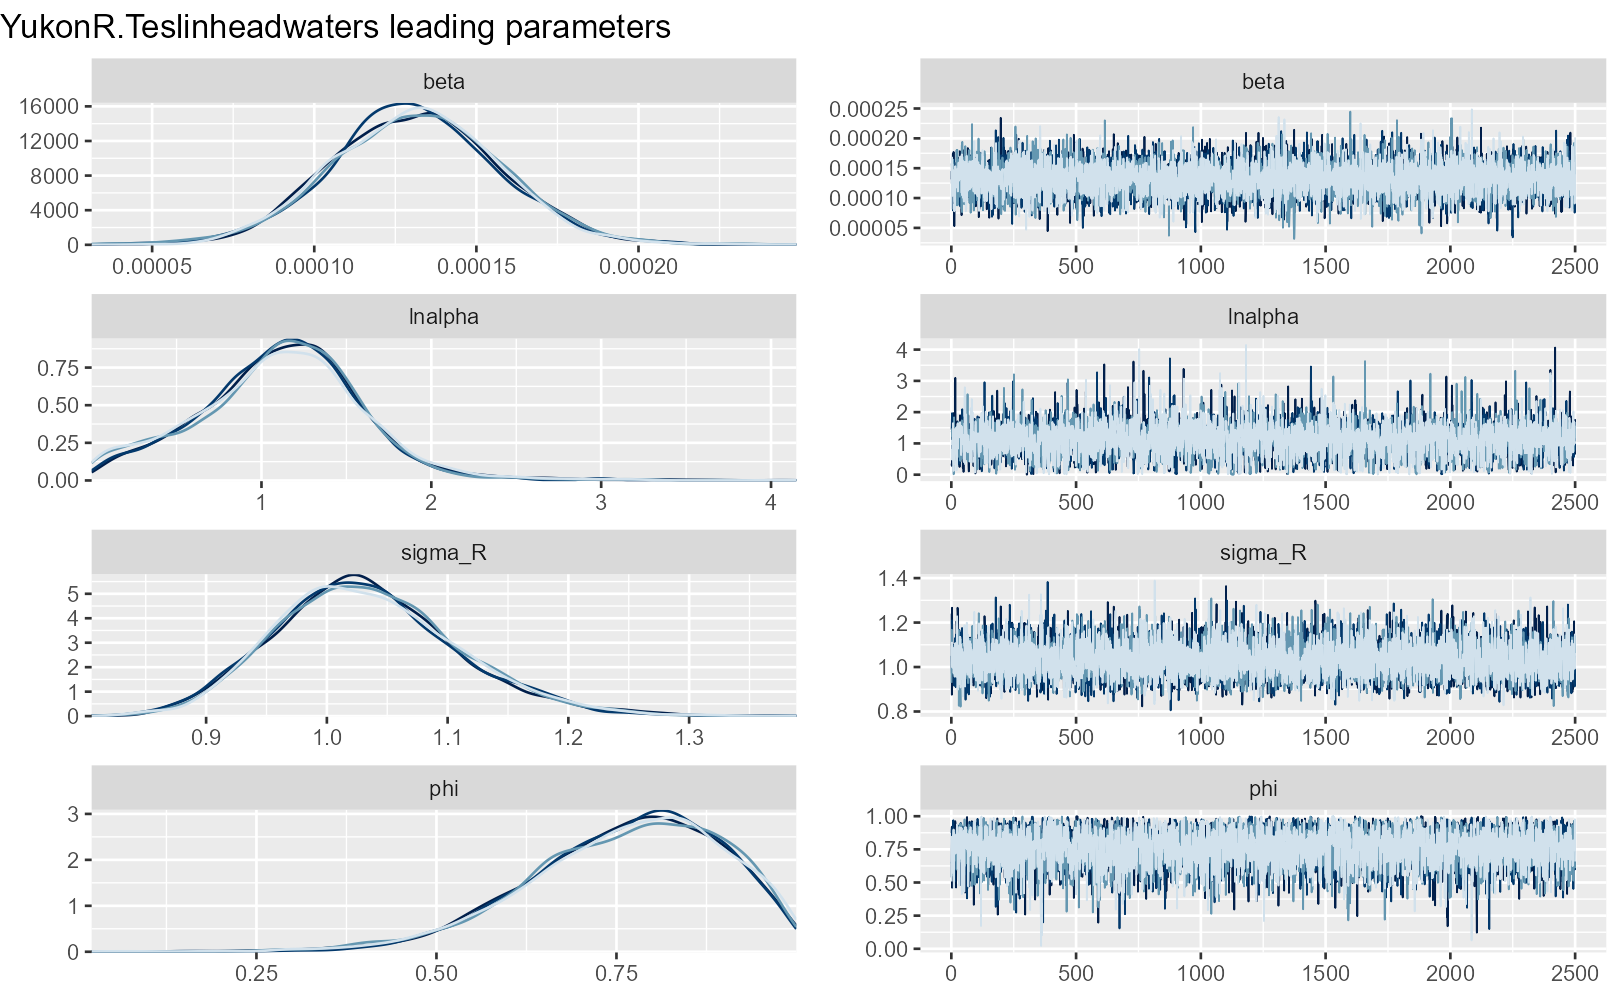 YukonR.Teslinheadwaters leading parameters
beta
16000
12000
8000
4000
0
0.00005 0.00010 0.00015 0.00020
beta
0.00025
0.00020
0.00015
0.00010
0.00005
0 500 1000 1500 2000 2500
lnalpha
0.75
0.50
0.25
0.00
1 2 3 4
lnalpha
4
3
2
1
0
0 500 1000 1500 2000 2500
sigma_R
5
4
3
2
1
0
0.9 1.0 1.1 1.2 1.3
sigma_R
1.4
1.2
1.0
0.8
0 500 1000 1500 2000 2500
phi
3
2
1
0
0.25 0.50 0.75
phi
1.00
0.75
0.50
0.25
0.00
0 500 1000 1500 2000 2500